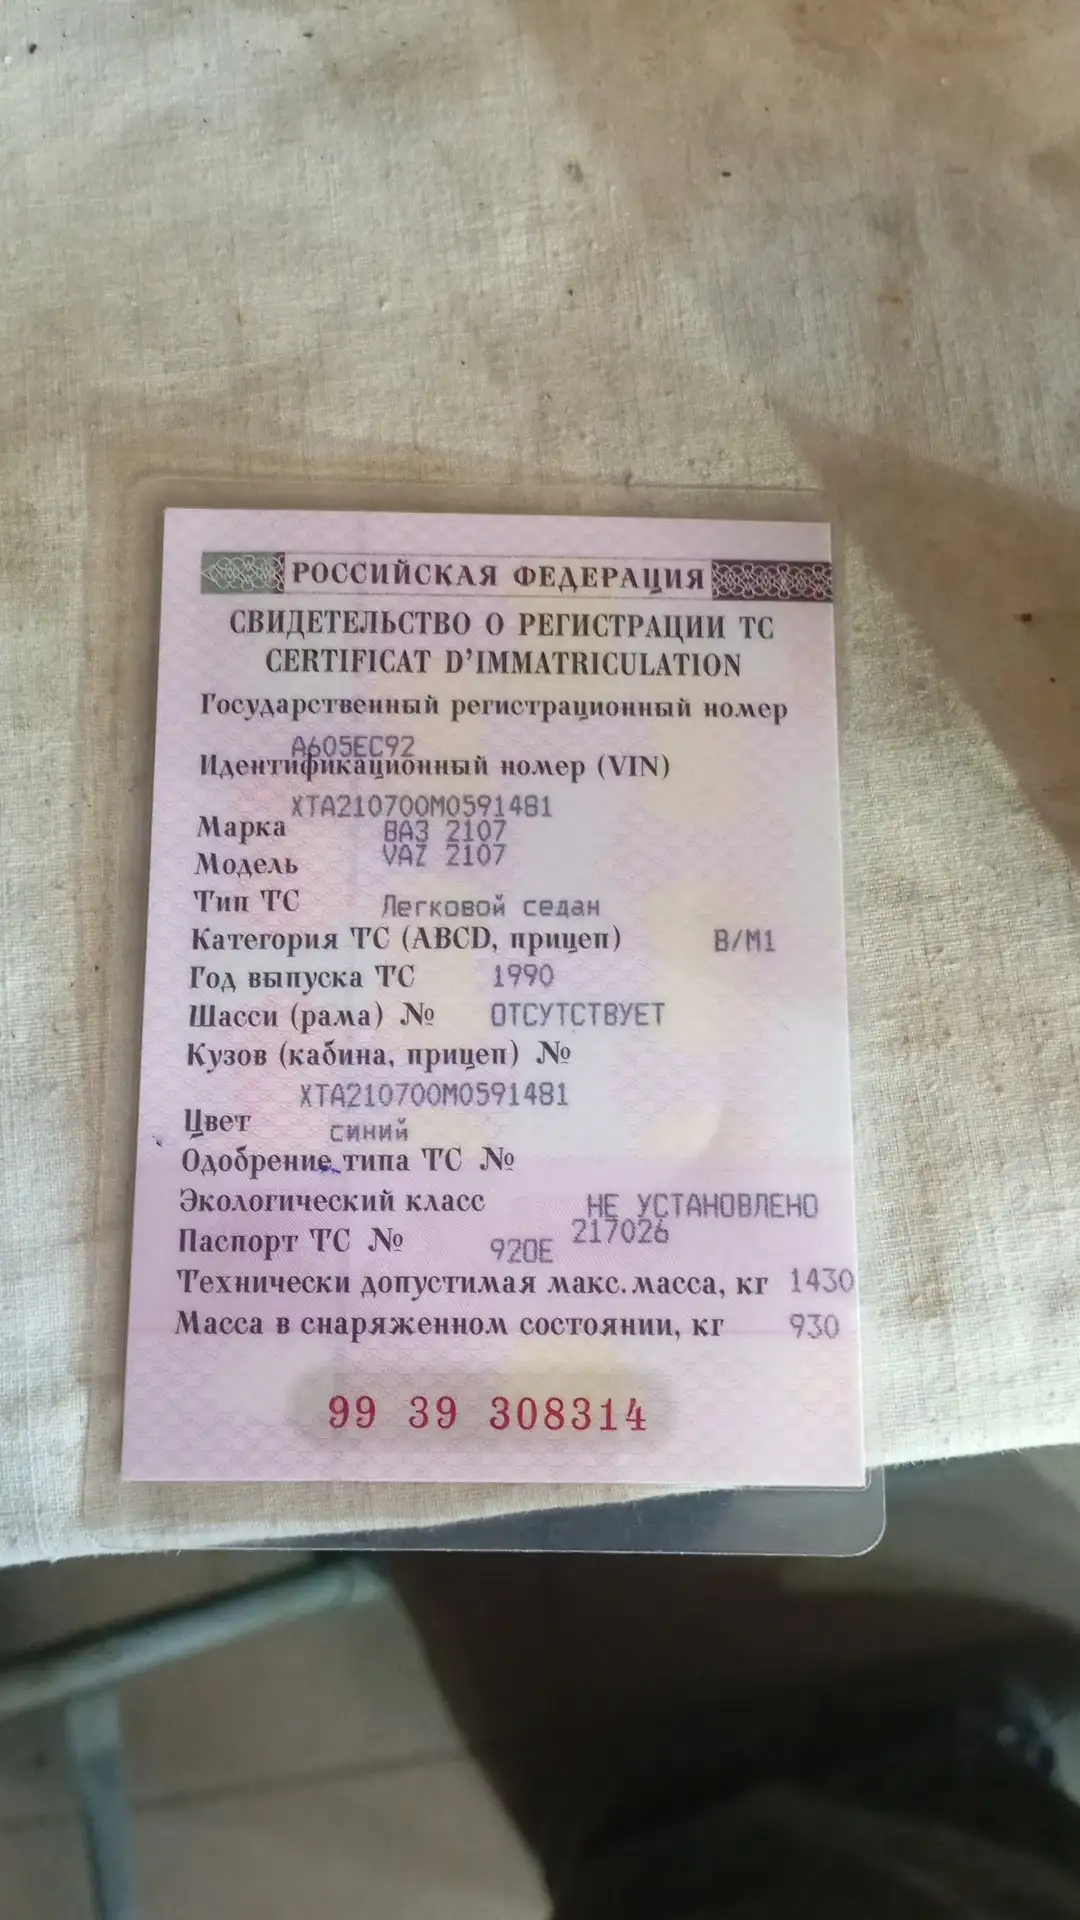 РОССИЙСКАЯ ФЕДЕРАЦИЯ
СВИДЕТЕЛЬСТВО О РЕГИСТРАЦИИ ТС
CERTIFICAT D'IMMATRICULATION
Государственный регистрационный номер
А605ЕС92
Идентификационный номер (VIN)
XTA210700M0591481
Марка ВАЗ 2107
Модель VAZ 2107
Тип ТС Легковой седан
Категория ТС (ABCD, прицеп) B/M1
Год выпуска ТС 1990
Шасси (рама) № ОТСУТСТВУЕТ
Кузов (кабина, прицеп) №
XTA210700M0591481
Цвет синий
Одобрение типа ТС №
Экологический класс НЕ УСТАНОВЛЕНО
Паспорт ТС № 920Е 217026
Технически допустимая макс. масса, кг 1430
Масса в снаряженном состоянии, кг 930
99 39 308314